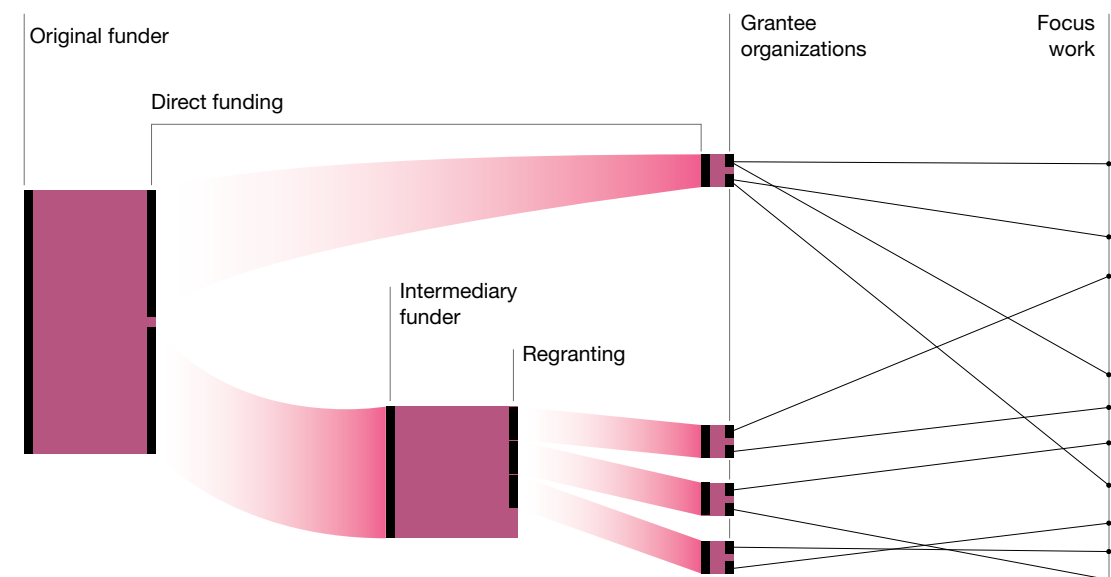 Original funder
Direct funding
Intermediary
funder
Regranting
Grantee
organizations
Focus
work